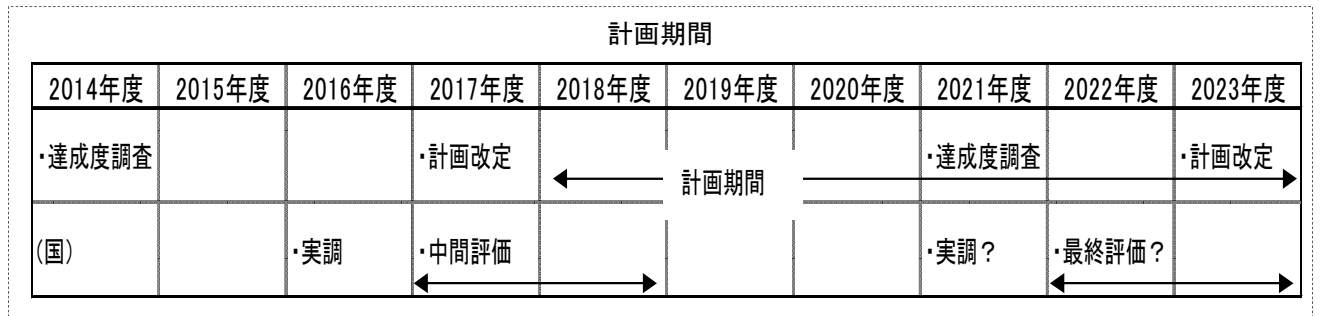 計画期間
2014年度 2015年度 2016年度 2017年度 2018年度 2019年度 2020年度 2021年度 2022年度 2023年度
・達成度調査 ・計画改定 計画期間 ・達成度調査 ・計画改定
(国) ・実調 ・中間評価 ・実調？ ・最終評価？